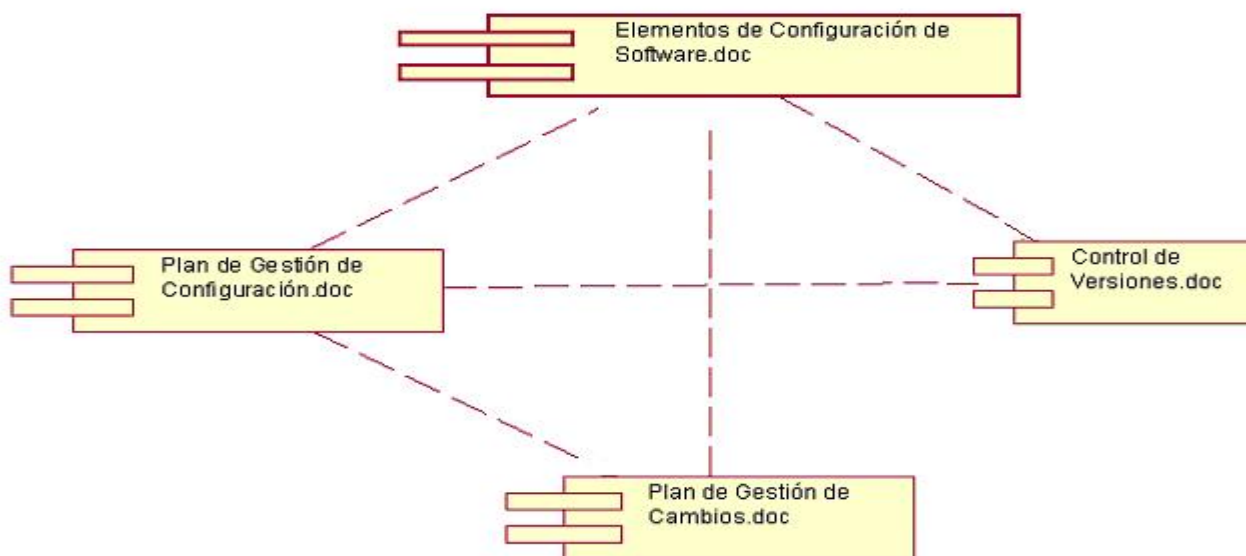 Elementos de Configuración de
Software.doc
Plan de Gestión de
Configuración.doc
Control de
Versiones.doc
Plan de Gestión de
Cambios.doc